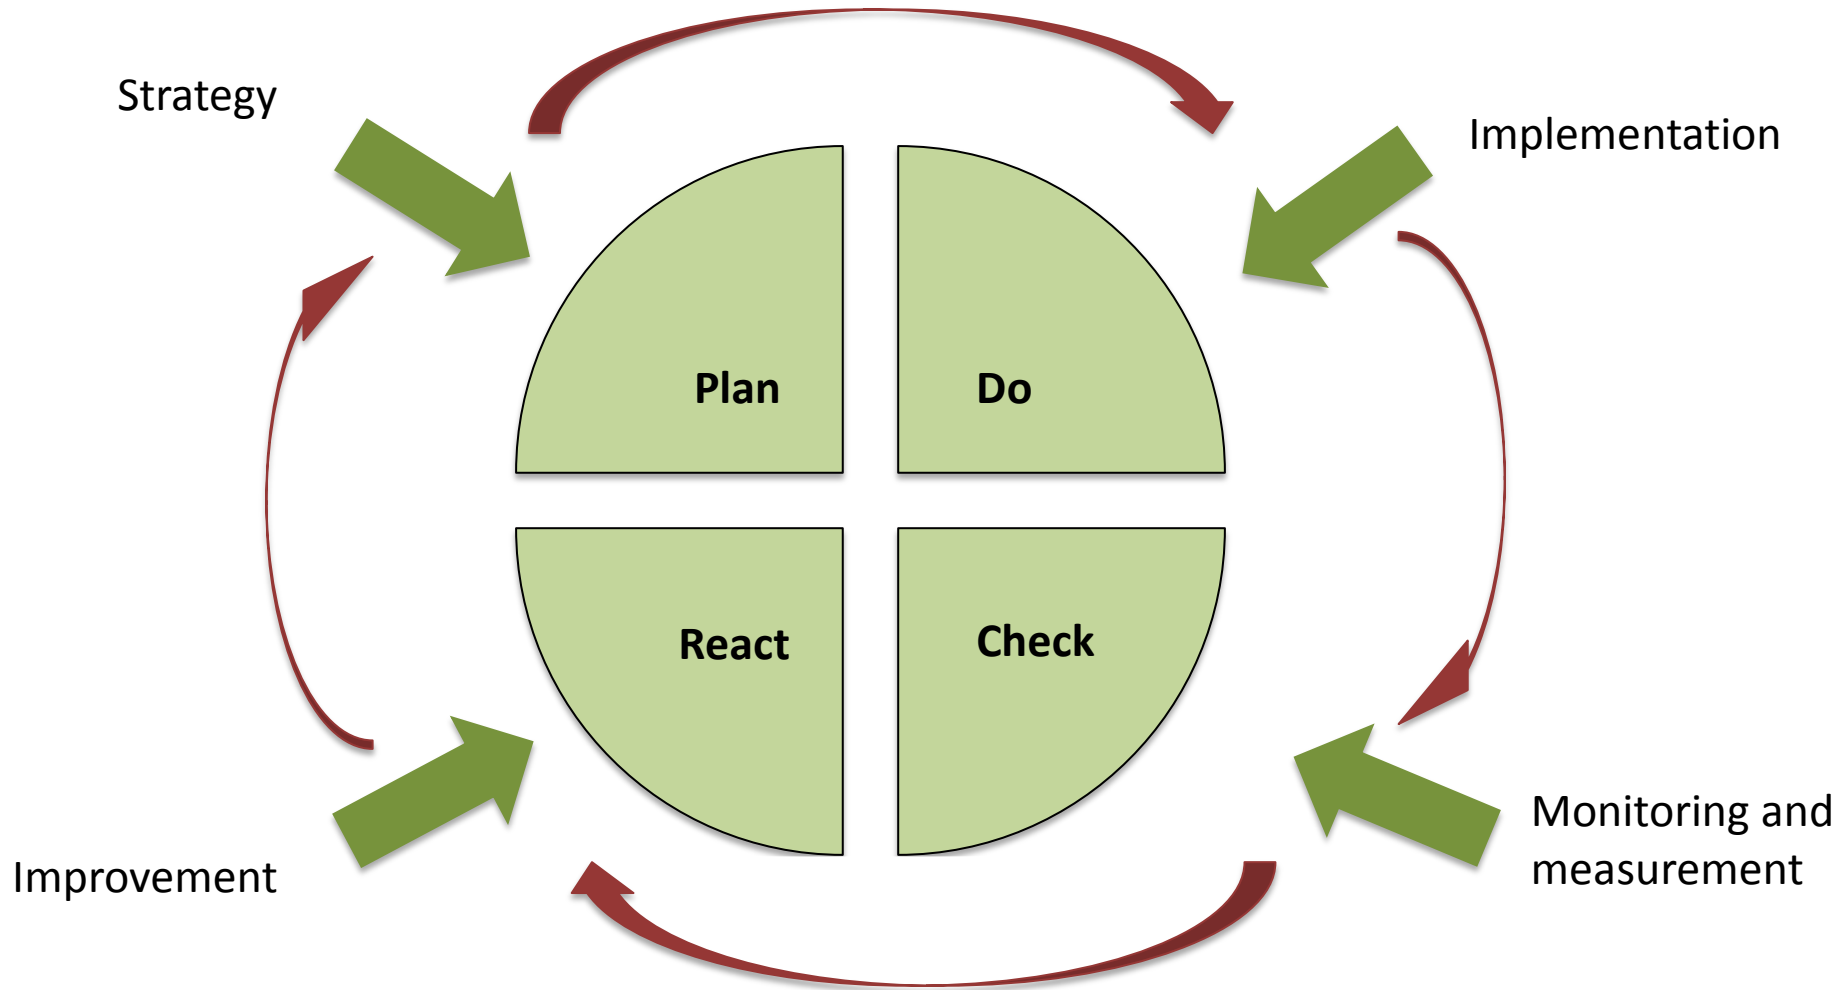 Strategy
Implementation
Plan
Do
React
Check
Improvement
Monitoring and
measurement